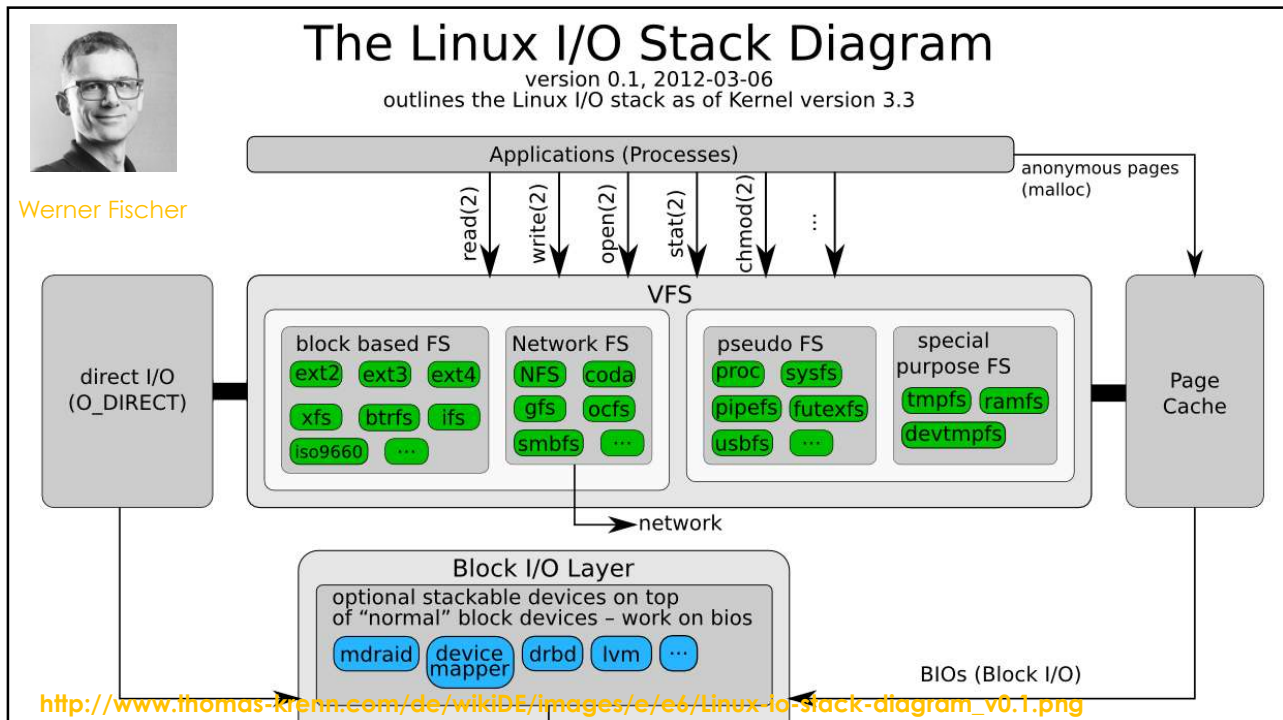 The Linux I/O Stack Diagram
version 0.1, 2012-03-06
outlines the Linux I/O stack as of Kernel version 3.3
Werner Fischer
Applications (Processes)
anonymous pages
(malloc)
read(2)
write(2)
open(2)
stat(2)
chmod(2)
...
direct I/O
(O_DIRECT)
VFS
block based FS
ext2 ext3 ext4
xfs btrfs ifs
iso9660 ...
Network FS
NFS coda
gfs ocfs
smbfs ...
pseudo FS
proc sysfs
pipefs futexfs
usbfs ...
special
purpose FS
tmpfs ramfs
devtmpfs
Page
Cache
network
Block I/O Layer
optional stackable devices on top
of “normal” block devices – work on bios
mdraid device mapper drbd lvm ...
BIOs (Block I/O)
http://www.thomas-krenn.com/de/wikiDE/images/e/e6/Linux-io-stack-diagram_v0.1.png